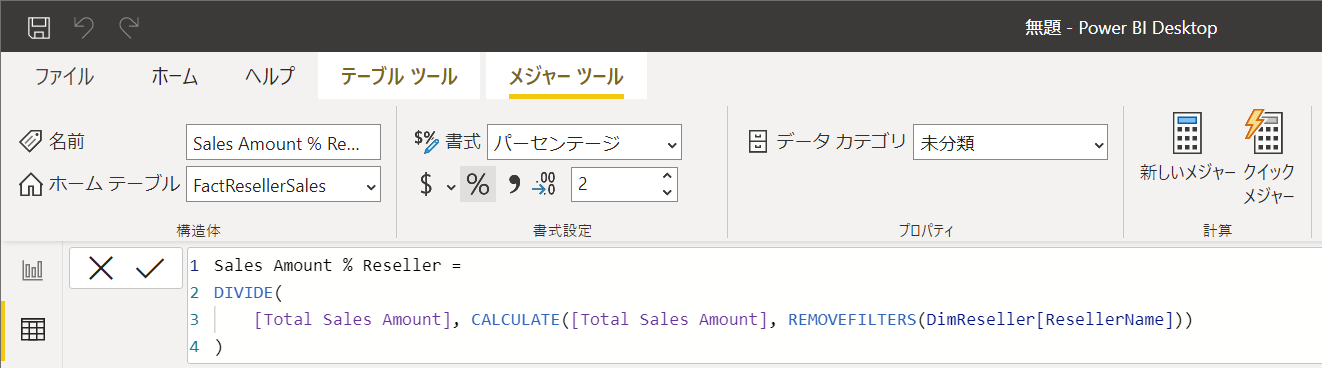 無題 - Power BI Desktop
ファイル ホーム ヘルプ テーブル ツール メジャー ツール
名前 Sales Amount % Re...
ホーム テーブル FactResellerSales
構造体
$% 書式 パーセンテージ
$ % , .00 .0 2
書式設定
データ カテゴリ 未分類
プロパティ
新しいメジャー クイック
メジャー
計算
1 Sales Amount % Reseller =
2 DIVIDE(
3 [Total Sales Amount], CALCULATE([Total Sales Amount], REMOVEFILTERS(DimReseller[ResellerName]))
4 )